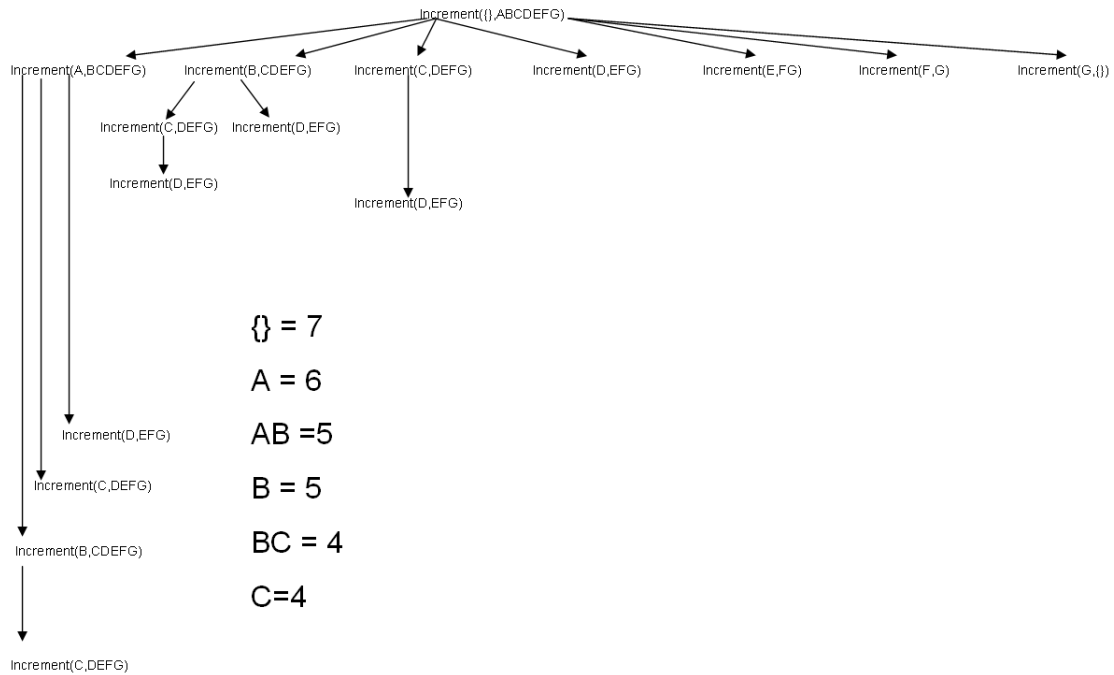 Increment({},ABCDEFG)
Increment(A,BCDEFG) Increment(B,CDEFG) Increment(C,DEFG) Increment(D,EFG) Increment(E,FG) Increment(F,G) Increment(G,{})
Increment(C,DEFG) Increment(D,EFG)
Increment(D,EFG)
Increment(D,EFG)
{} = 7
A = 6
AB =5
Increment(D,EFG)
Increment(C,DEFG)
B = 5
BC = 4
Increment(B,CDEFG)
C=4
Increment(C,DEFG)